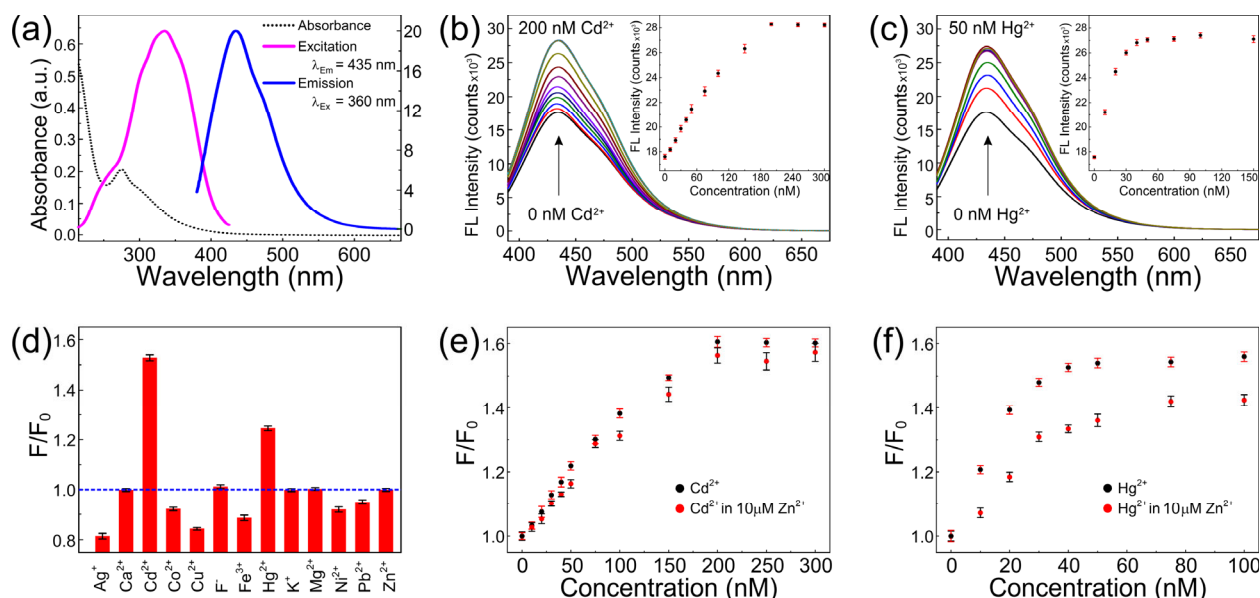 (a)
Absorbance (a.u.)
0.6
0.5
0.4
0.3
0.2
0.1
0.0
Absorbance
Excitation
λEm = 435 nm
Emission
λEx = 360 nm
20
15
10
5
0
300 400 500 600
Wavelength (nm)
(b)
FL Intensity (counts x10³)
30
25
20
15
10
5
0
200 nM Cd²⁺
0 nM Cd²⁺
FL Intensity (counts x10³)
28
26
24
22
20
18
0 60 120 180 240 300
Concentration (nM)
400 450 500 550 600 650
Wavelength (nm)
(c)
FL Intensity (counts x10³)
30
25
20
15
10
5
0
50 nM Hg²⁺
0 nM Hg²⁺
FL Intensity (counts x10³)
28
26
24
22
20
18
0 30 60 90 120 150
Concentration (nM)
400 450 500 550 600 650
Wavelength (nm)
(d)
F/F₀
1.6
1.4
1.2
1.0
0.8
Ag⁺
Ca²⁺
Cd²⁺
Co²⁺
Cu²⁺
F⁻
Fe³⁺
Hg²⁺
K⁺
Mg²⁺
Ni²⁺
Pb²⁺
Zn²⁺
(e)
F/F₀
1.6
1.4
1.2
1.0
Cd²⁺
Cd²⁺ in 10μM Zn²⁺
0 50 100 150 200 250 300
Concentration (nM)
(f)
F/F₀
1.6
1.4
1.2
1.0
Hg²⁺
Hg²⁺ in 10μM Zn²⁺
0 20 40 60 80 100
Concentration (nM)